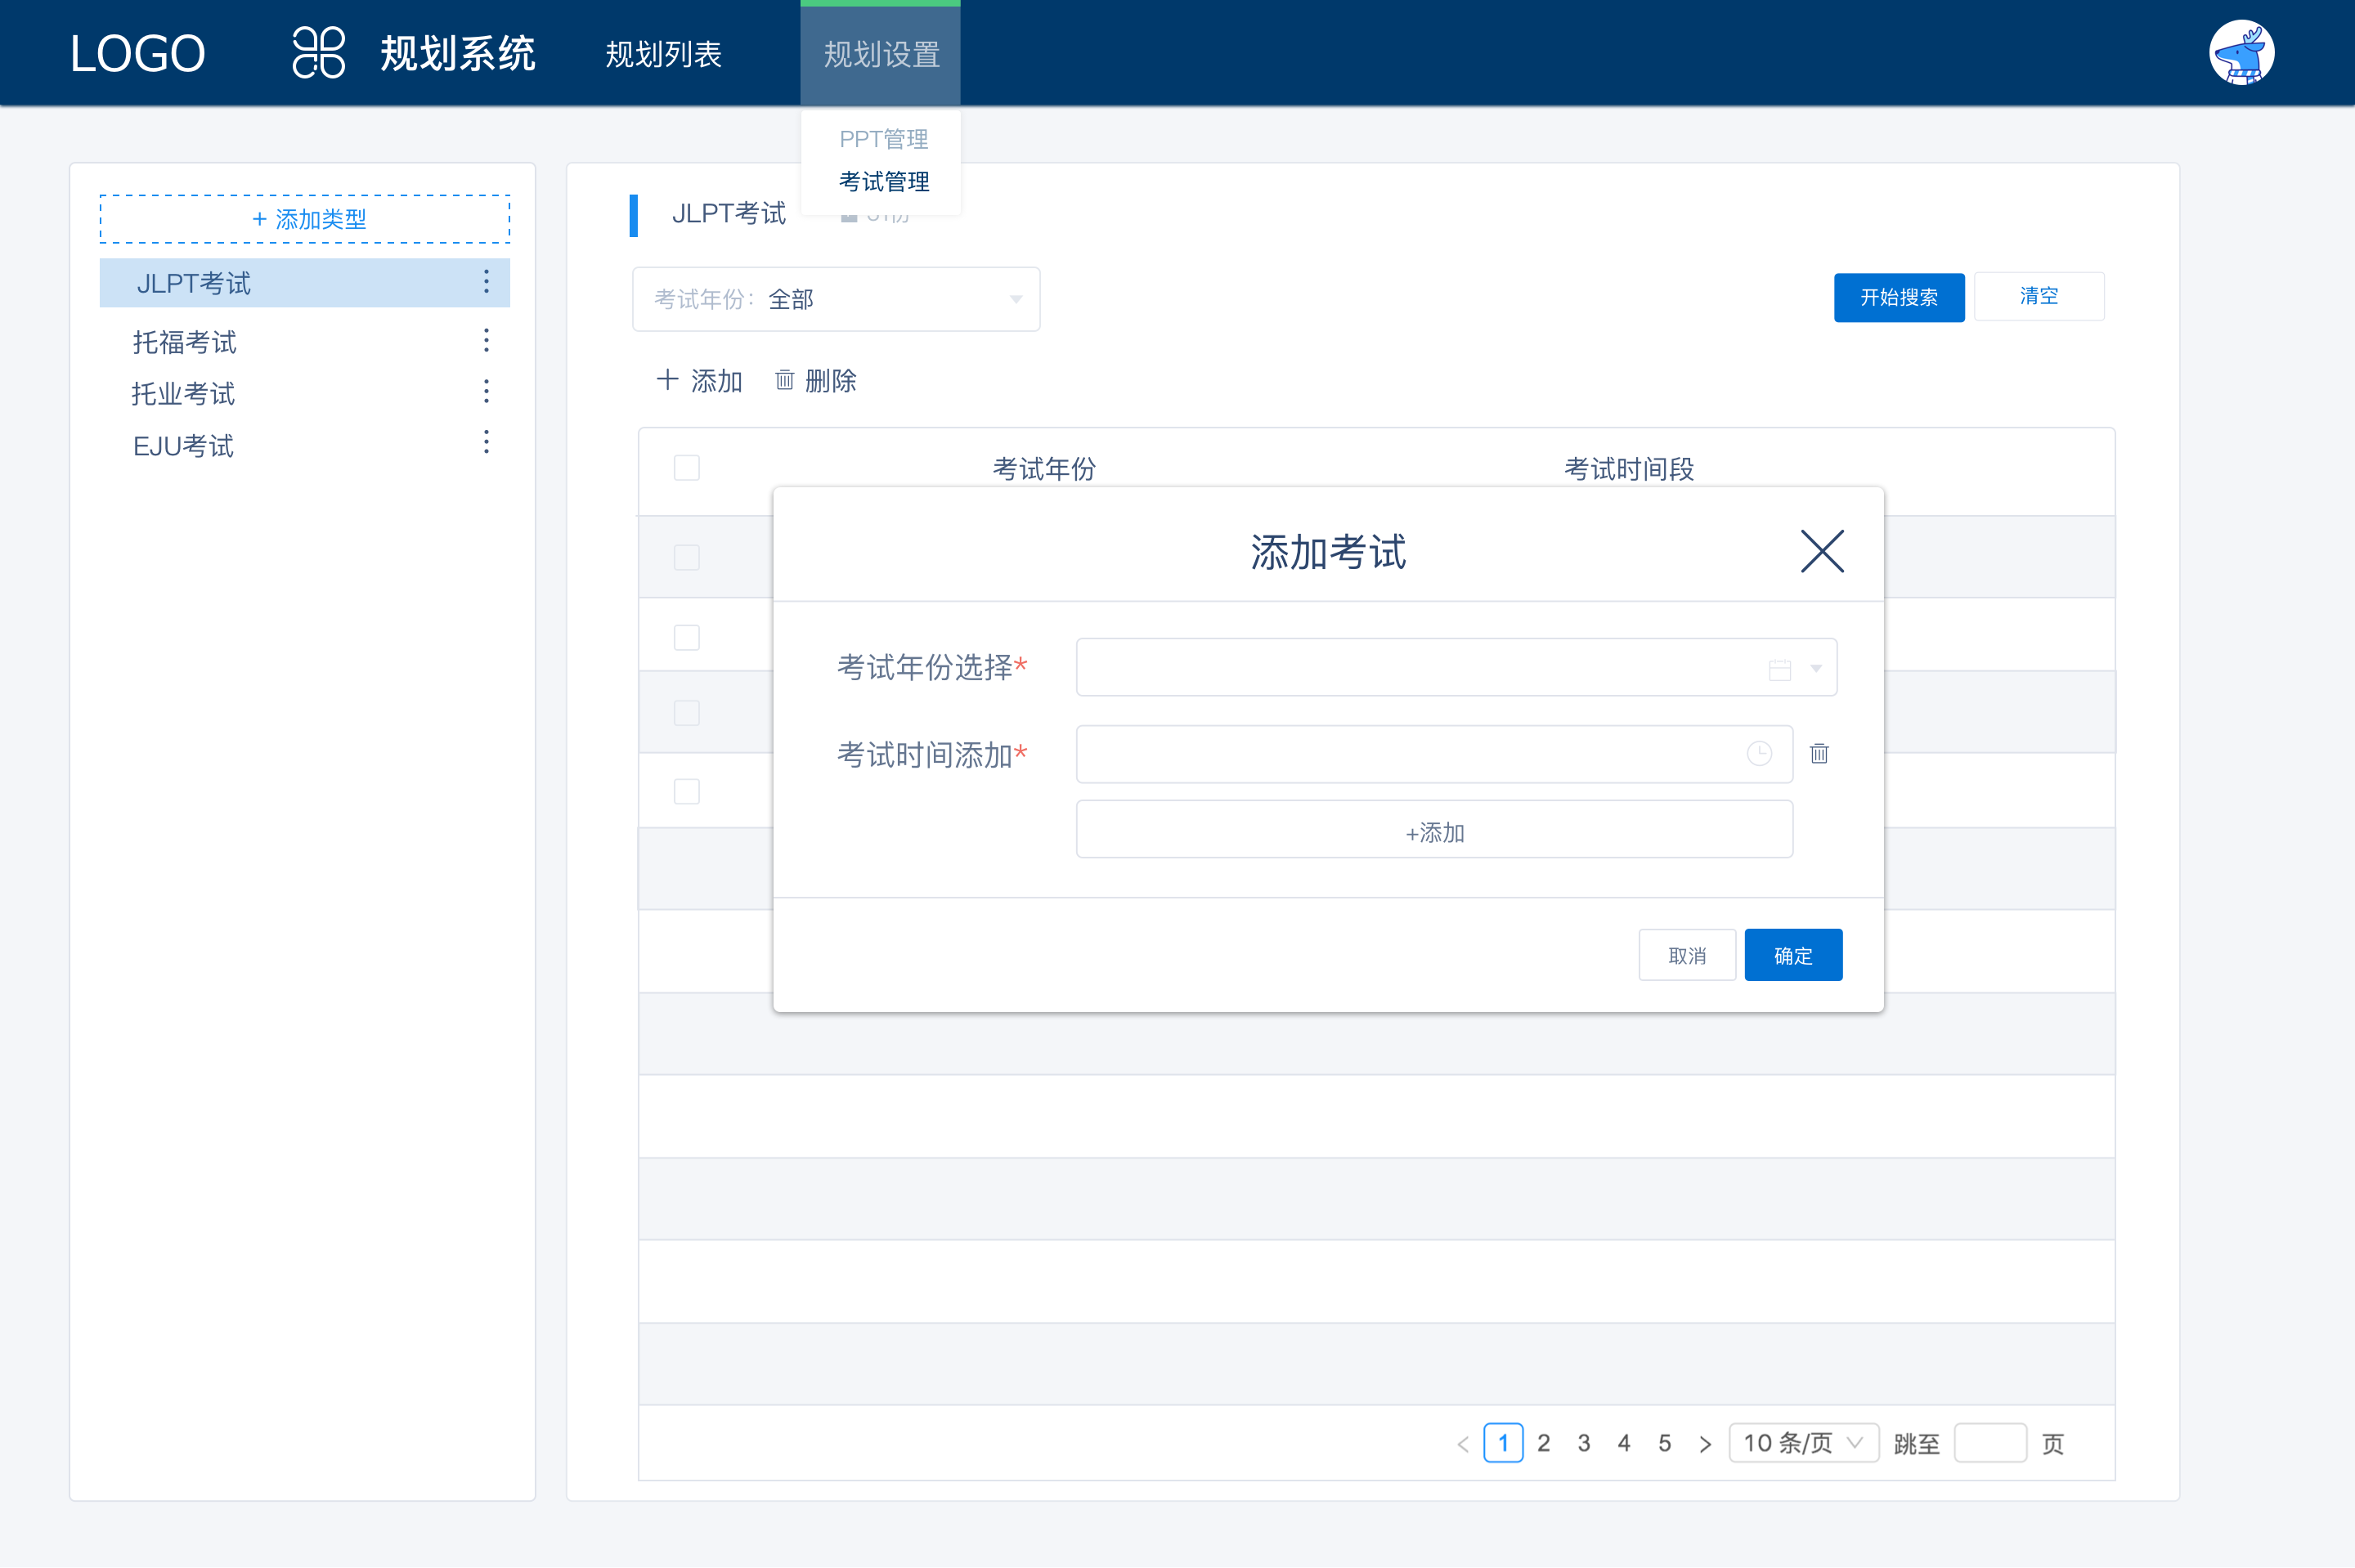 LOGO 规划系统 规划列表 规划设置
PPT管理
考试管理
+ 添加类型
JLPT考试
托福考试
托业考试
EJU考试
JLPT考试
考试年份： 全部
开始搜索 清空
添加 删除
考试年份 考试时间段
添加考试
考试年份选择*
考试时间添加*
+添加
取消 确定
1 2 3 4 5 10 条/页 跳至 页